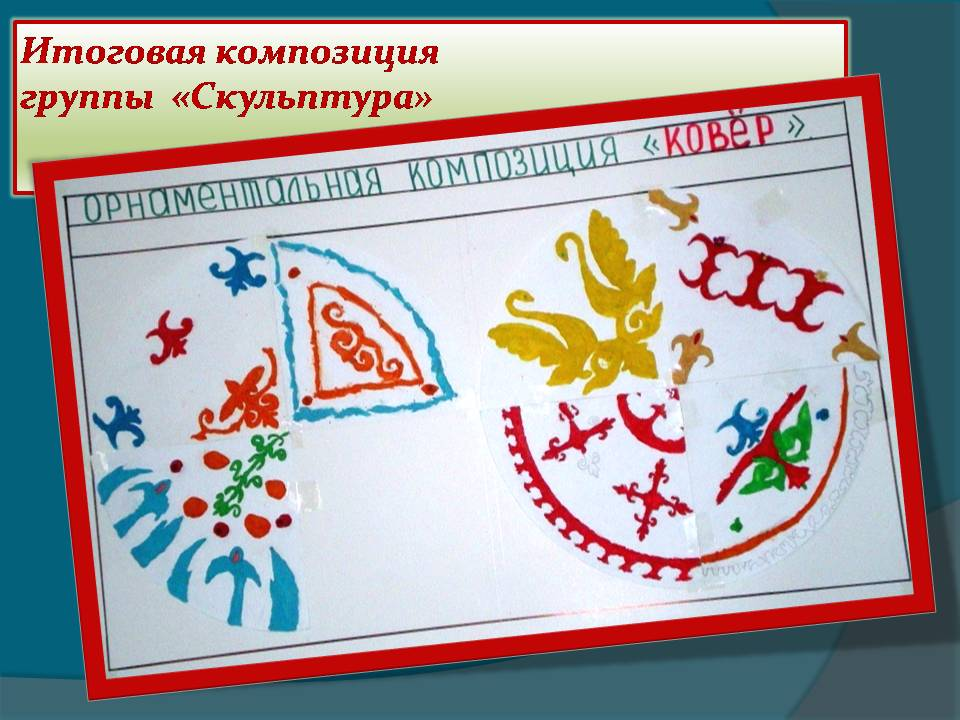 Итоговая композиция
группы «Скульптура»
орнаментальная композиция «КОВЁР».